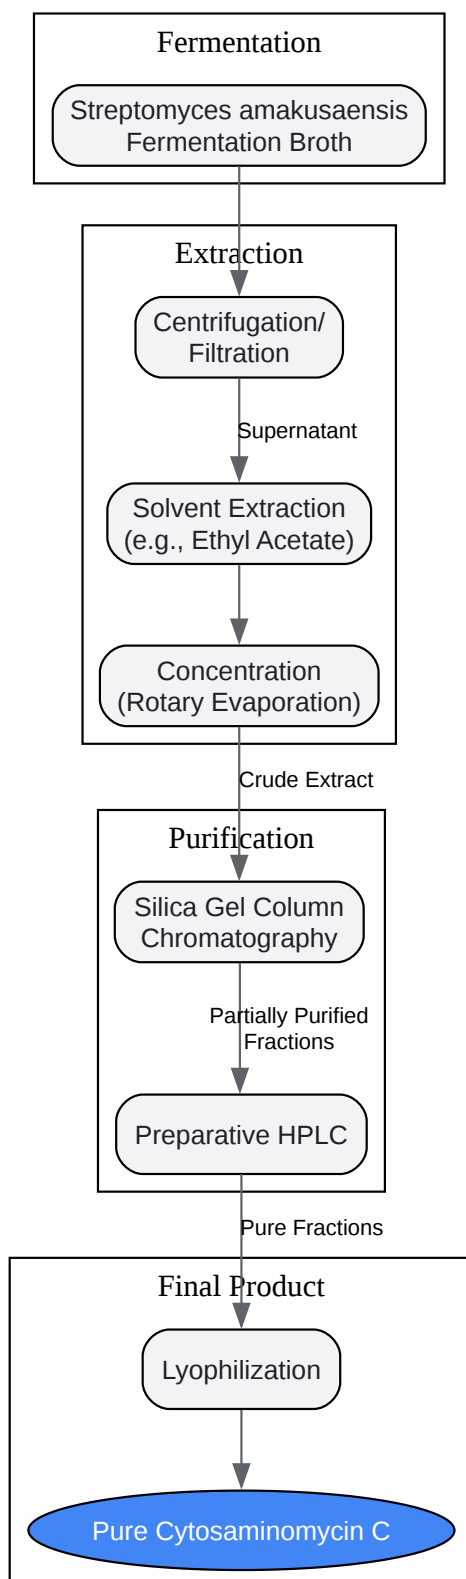 Fermentation
Streptomyces amakusaensis
Fermentation Broth
Extraction
Centrifugation/
Filtration
Supernatant
Solvent Extraction
(e.g., Ethyl Acetate)
Concentration
(Rotary Evaporation)
Crude Extract
Purification
Silica Gel Column
Chromatography
Partially Purified
Fractions
Preparative HPLC
Pure Fractions
Final Product
Lyophilization
Pure Cytosaminomycin C